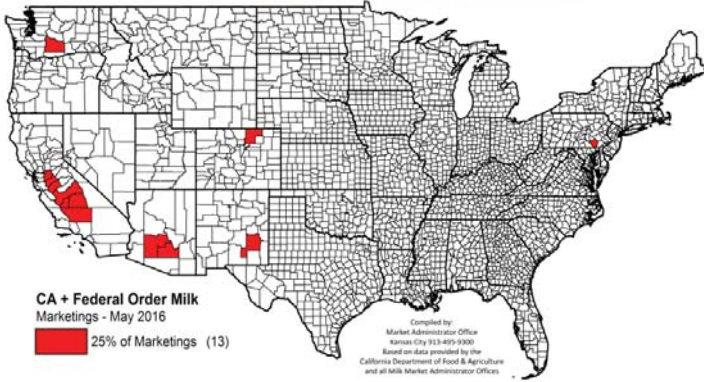 CA + Federal Order Milk
Marketings - May 2016
25% of Marketings (13)
Compiled by:
Market Administrator Office
Kansas City 913-495-9300
Based on data provided by the
California Department of Food & Agriculture
and all Milk Market Administrator Offices